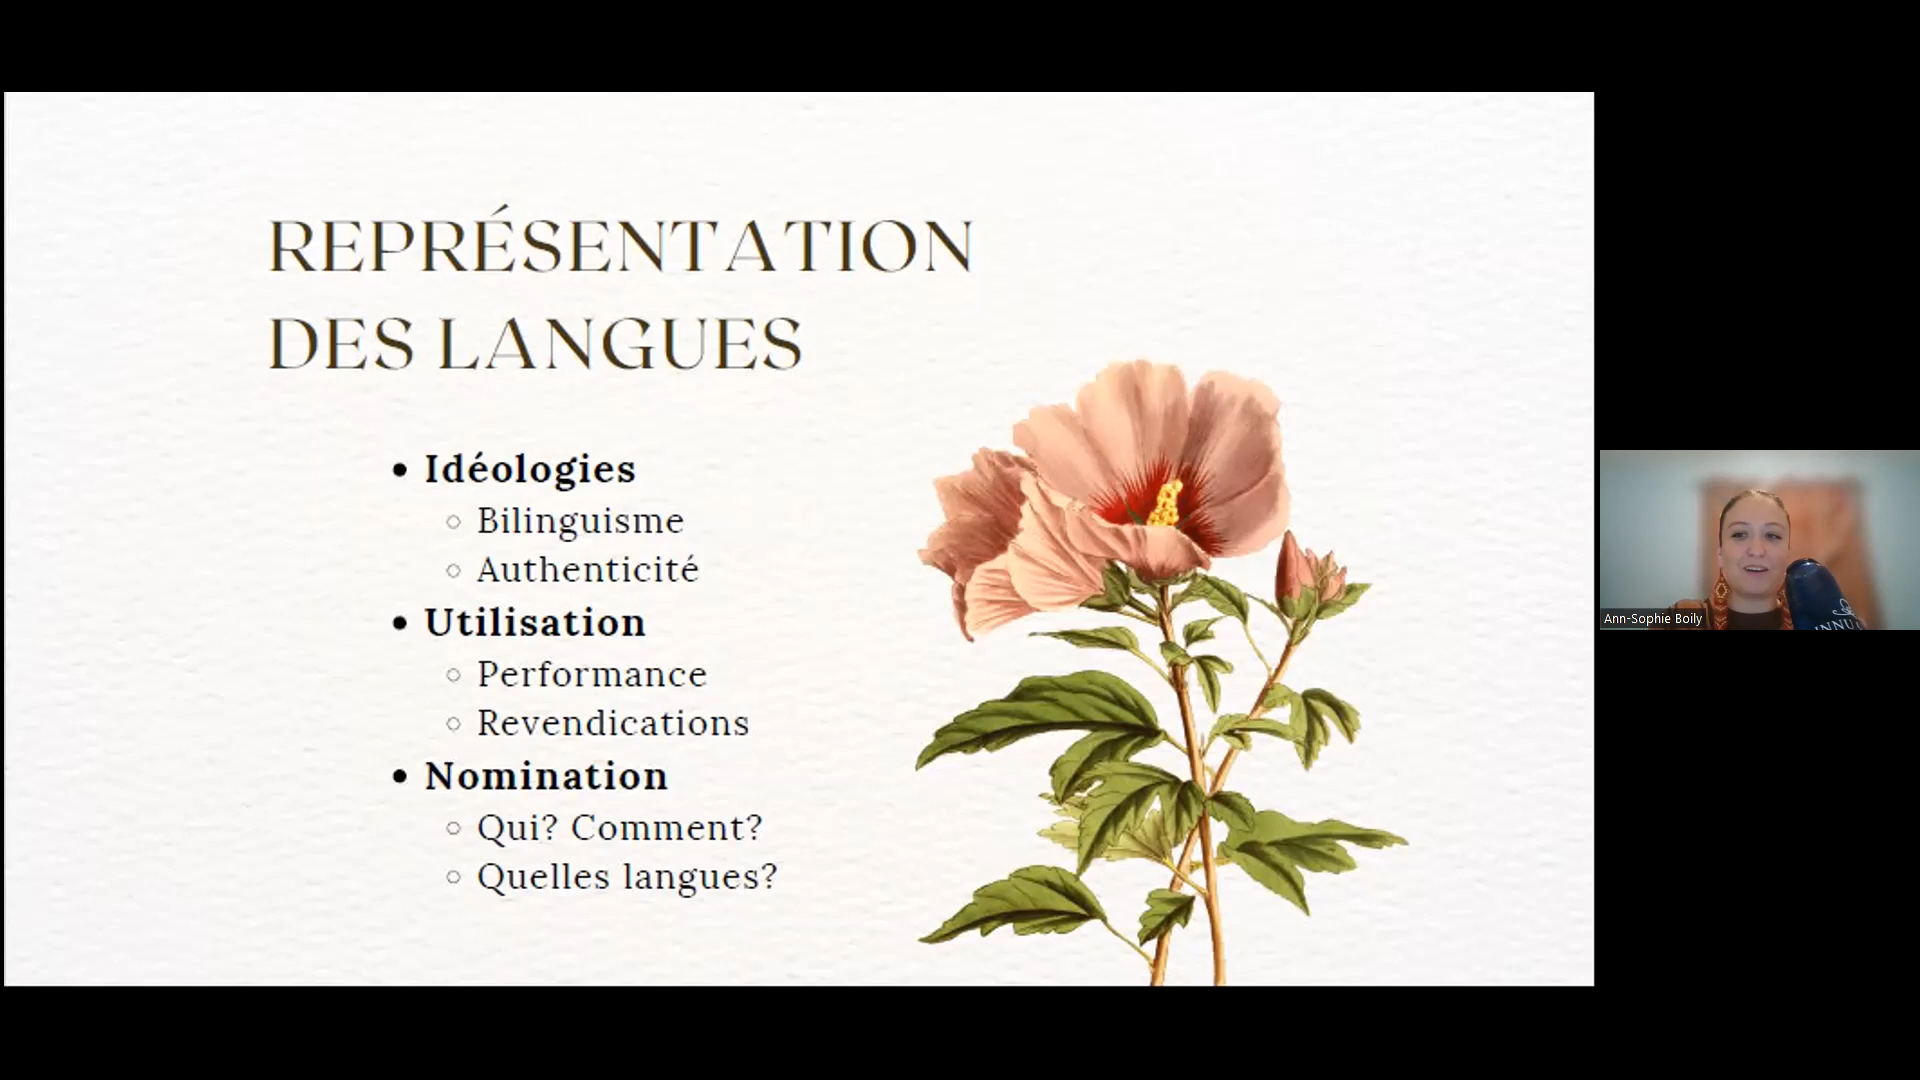 REPRÉSENTATION
DES LANGUES
• Idéologies
○ Bilinguisme
○ Authenticité
• Utilisation
○ Performance
○ Revendications
• Nomination
○ Qui? Comment?
○ Quelles langues?
Ann-Sophie Boily